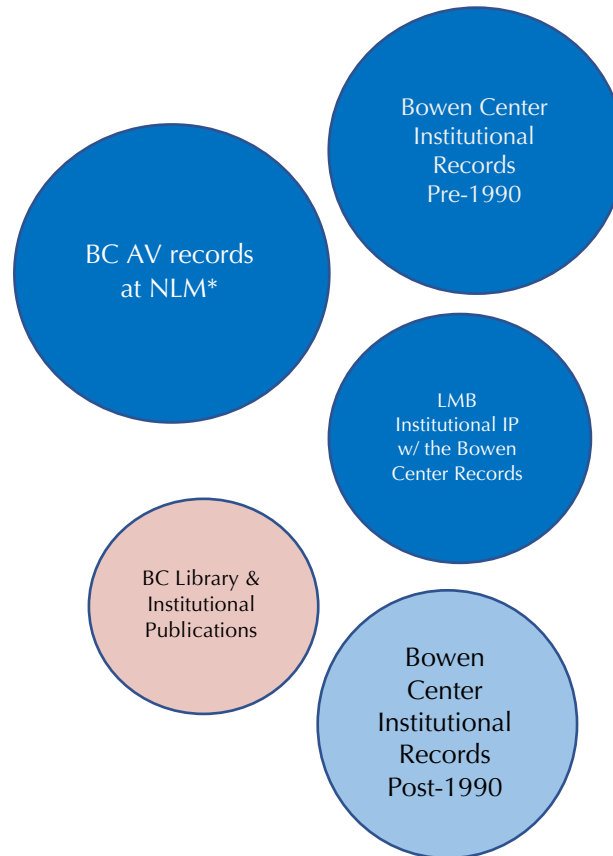 Bowen Center
Institutional
Records
Pre-1990
BC AV records
at NLM*
LMB
Institutional IP
w/ the Bowen
Center Records
BC Library &
Institutional
Publications
Bowen
Center
Institutional
Records
Post-1990